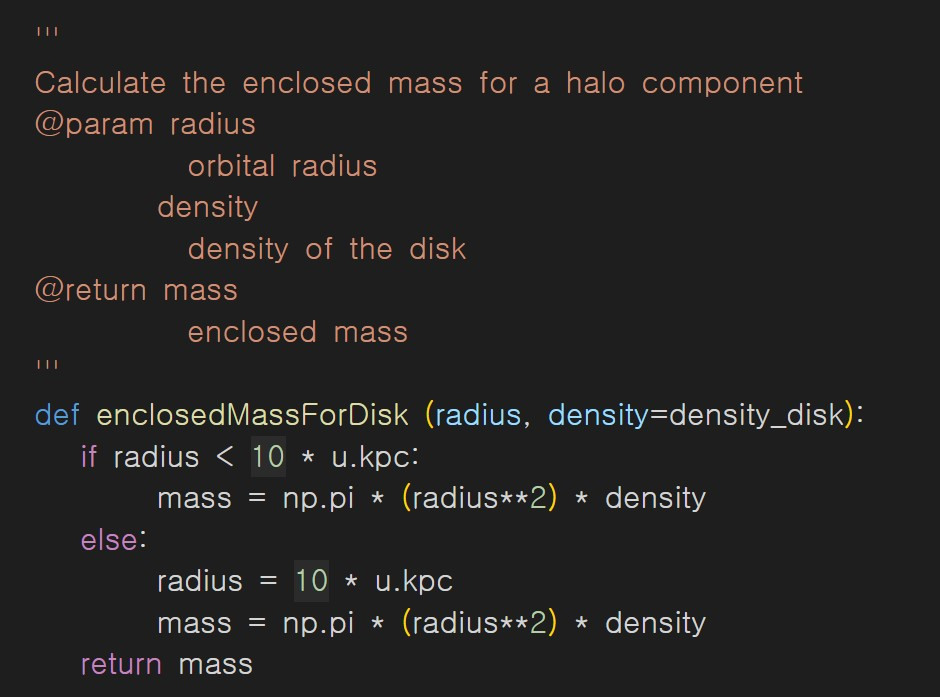 '''
Calculate the enclosed mass for a halo component
@param radius
orbital radius
density
density of the disk
@return mass
enclosed mass
'''
def enclosedMassForDisk (radius, density=density_disk):
if radius < 10 * u.kpc:
mass = np.pi * (radius**2) * density
else:
radius = 10 * u.kpc
mass = np.pi * (radius**2) * density
return mass